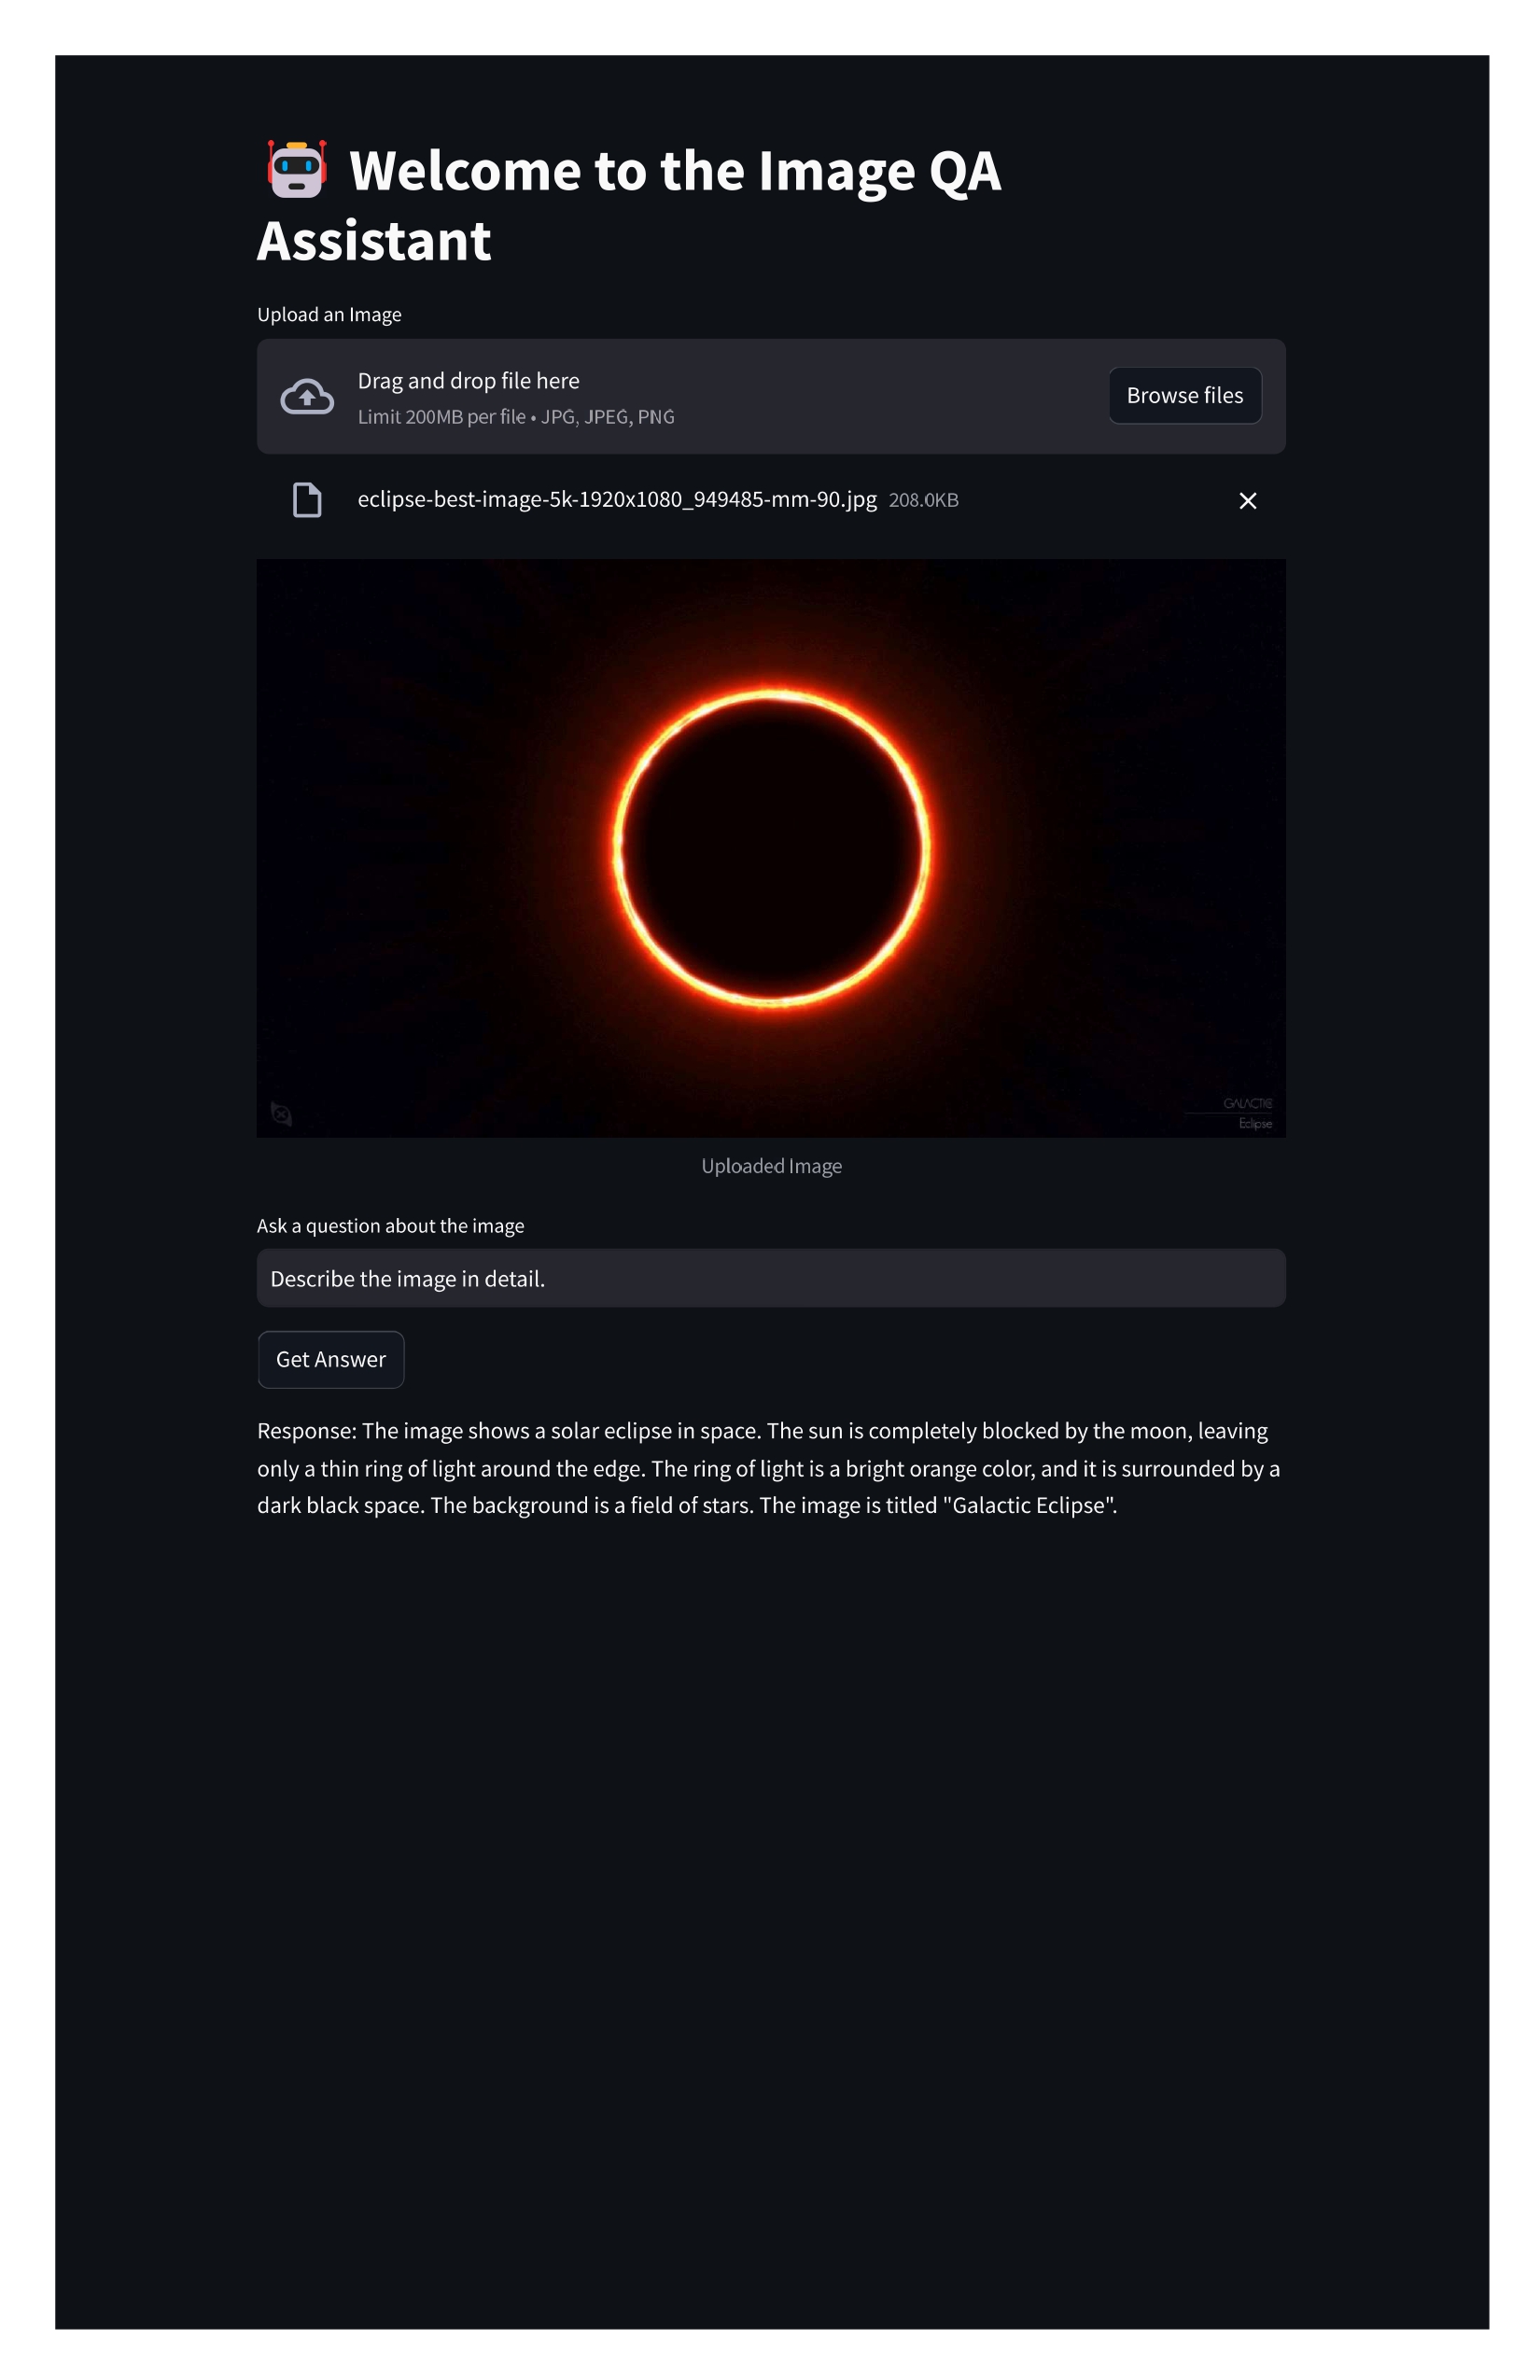 Welcome to the Image QA
Assistant
Upload an Image
Drag and drop file here
Limit 200MB per file • JPG, JPEG, PNG
Browse files
eclipse-best-image-5k-1920x1080_949485-mm-90.jpg 208.0KB
GALACTIC
Eclipse
Uploaded Image
Ask a question about the image
Describe the image in detail.
Get Answer
Response: The image shows a solar eclipse in space. The sun is completely blocked by the moon, leaving
only a thin ring of light around the edge. The ring of light is a bright orange color, and it is surrounded by a
dark black space. The background is a field of stars. The image is titled "Galactic Eclipse".